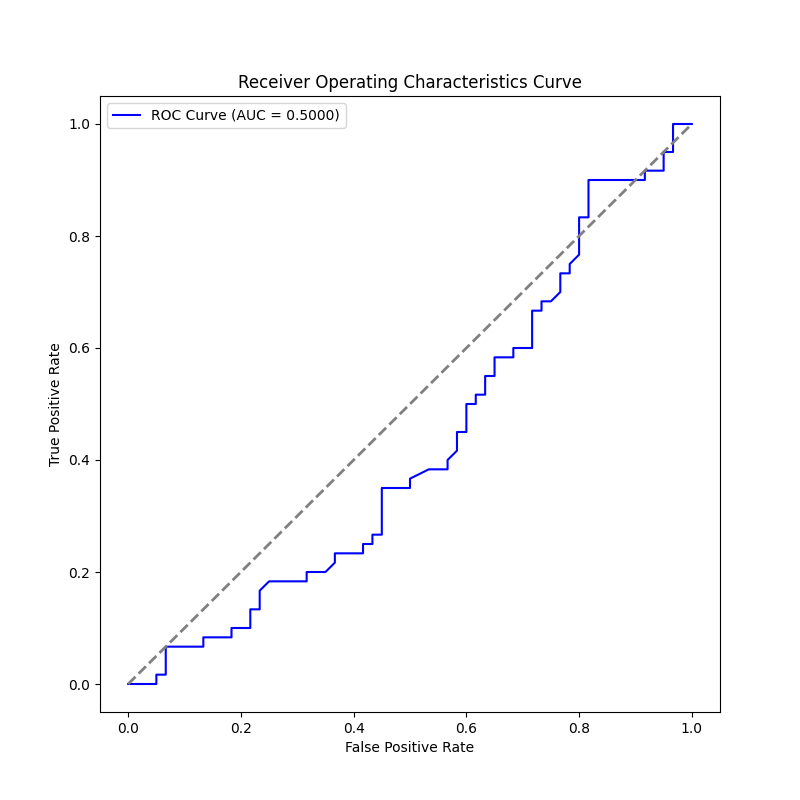 Receiver Operating Characteristics Curve
ROC Curve (AUC = 0.5000)
1.0
0.8
0.6
0.4
0.2
0.0
True Positive Rate
0.0 0.2 0.4 0.6 0.8 1.0
False Positive Rate